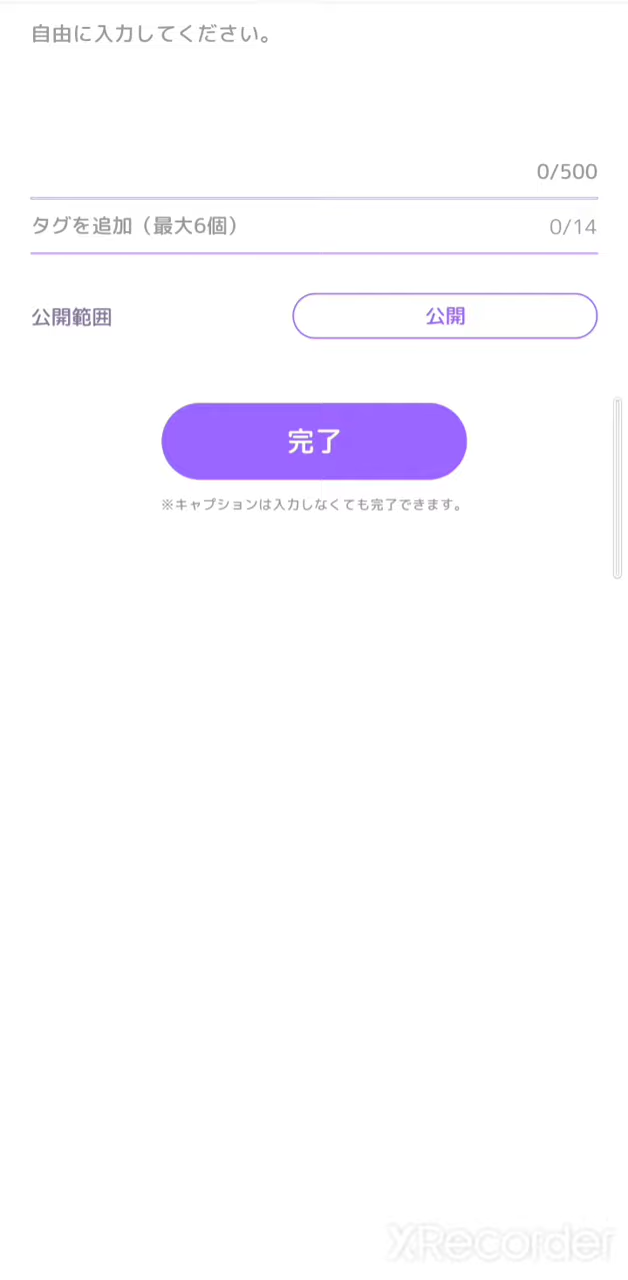 自由に入力してください。
0/500
タグを追加（最大6個） 0/14
公開範囲 公開
完了
※キャプションは入力しなくても完了できます。
XRecorder